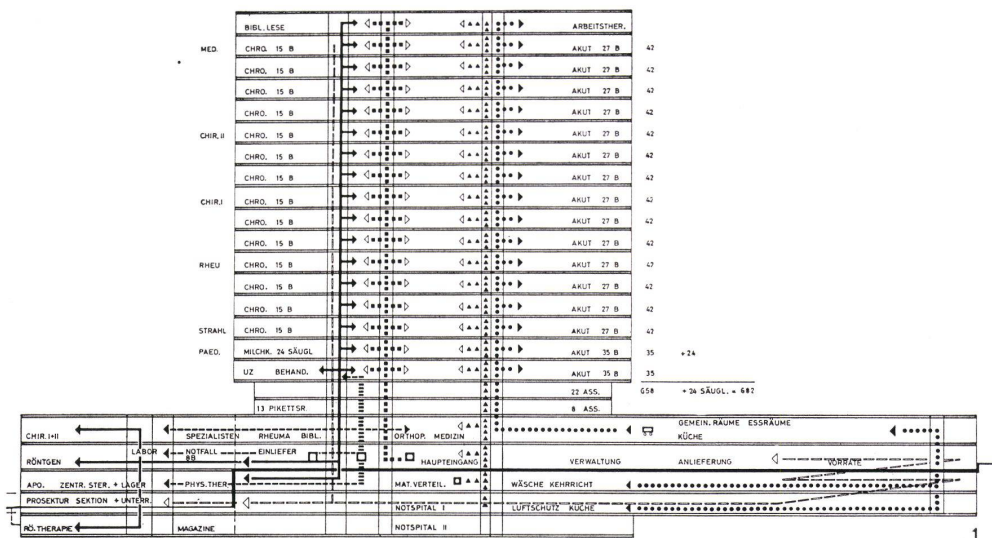 BIBL. LESE ARBEITSTHER.
MED. CHRO. 15 B AKUT 27 B 42
CHRO. 15 B AKUT 27 B 42
CHRO. 15 B AKUT 27 B 42
CHRO. 15 B AKUT 27 B 42
CHIR. II CHRO. 15 B AKUT 27 B 42
CHRO. 15 B AKUT 27 B 42
CHRO. 15 B AKUT 27 B 42
CHIR. I CHRO. 15 B AKUT 27 B 42
CHRO. 15 B AKUT 27 B 42
CHRO. 15 B AKUT 27 B 42
RHEU CHRO. 15 B AKUT 27 B 42
CHRO. 15 B AKUT 27 B 42
CHRO. 15 B AKUT 27 B 42
STRAHL CHRO. 15 B AKUT 27 B 42
PAED. MILCHK. 24 SÄUGL AKUT 35 B 35 +24
UZ BEHAND. AKUT 35 B 35
22 ASS. 658 + 24 SÄUGL. = 682
13 PIKETTSR. 8 ASS.
GEMEIN. RÄUME ESSRÄUME
CHIR. I+II SPEZIALISTEN RHEUMA BIBL. ORTHOP. MEDIZIN KÜCHE
LABOR NOTFALL EINLIEFER
8B
RÖNTGEN HAUPTEINGANG VERWALTUNG ANLIEFERUNG VORRÄTE
APO. ZENTR. STER. + LAGER PHYS. THER MAT. VERTEIL. WÄSCHE KEHRRICHT
PROSEKTUR SEKTION + UNTERR. NOTSPITAL I LUFTSCHUTZ KÜCHE
RÖ. THERAPIE MAGAZINE NOTSPITAL II
1